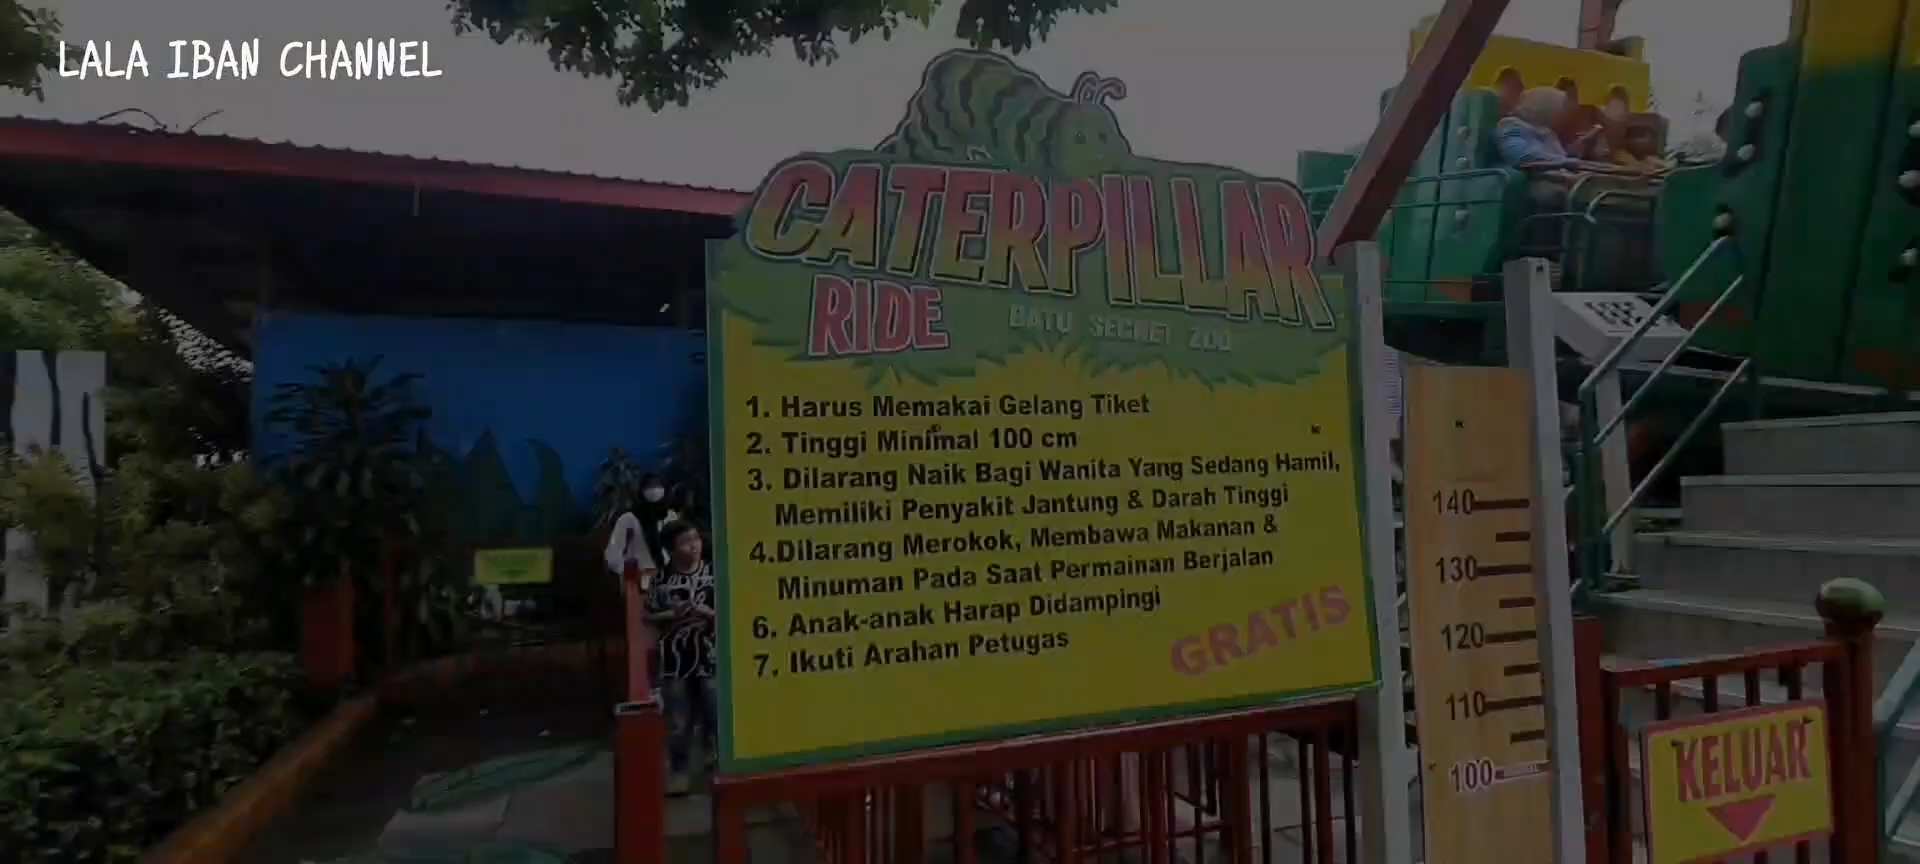 LALA IBAN CHANNEL
CATERPILLAR
RIDE
BATU SECRET ZOO
1. Harus Memakai Gelang Tiket
2. Tinggi Minimal 100 cm
3. Dilarang Naik Bagi Wanita Yang Sedang Hamil,
Memiliki Penyakit Jantung & Darah Tinggi
4.Dilarang Merokok, Membawa Makanan &
Minuman Pada Saat Permainan Berjalan
6. Anak-anak Harap Didampingi
7. Ikuti Arahan Petugas
GRATIS
140
130
120
110
100
KELUAR